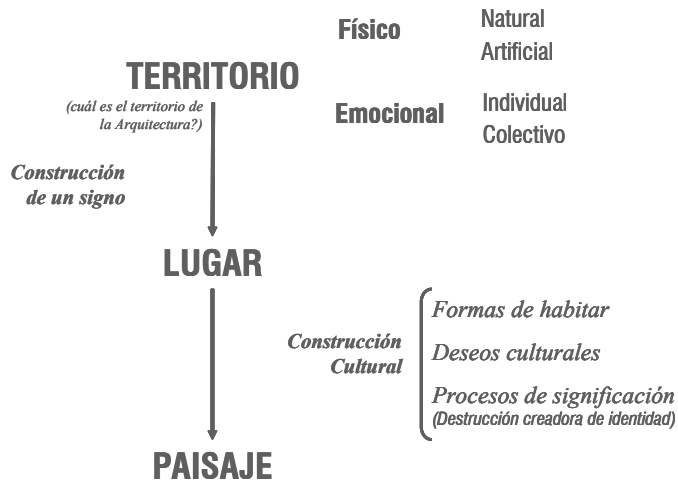 Físico
Natural
Artificial
TERRITORIO
(cuál es el territorio de
la Arquitectura?)
Emocional
Individual
Colectivo
Construcción
de un signo
LUGAR
Construcción
Cultural
Formas de habitar
Deseos culturales
Procesos de significación
(Destrucción creadora de identidad)
PAISAJE